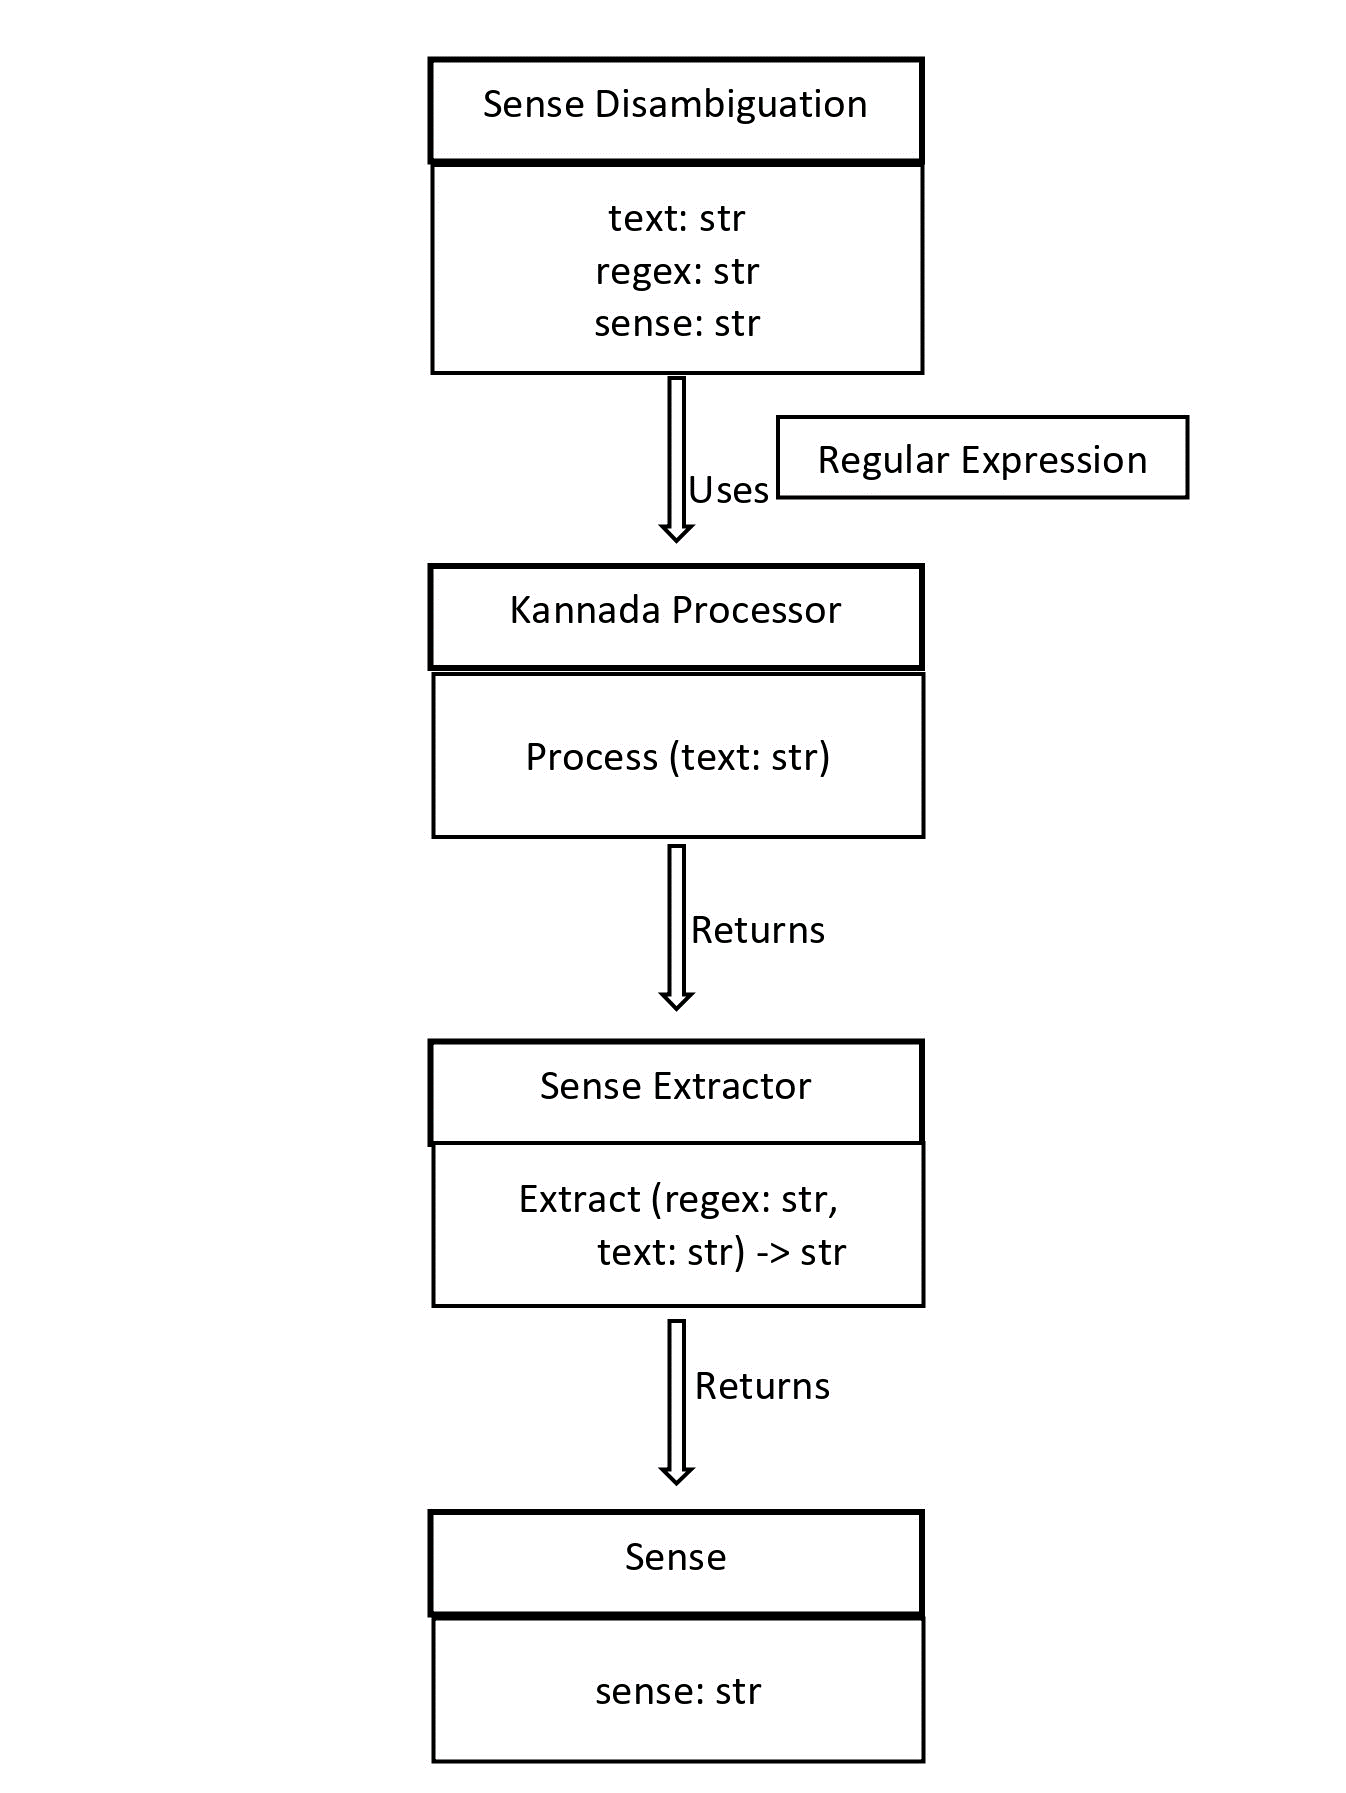 Sense Disambiguation
text: str
regex: str
sense: str
Regular Expression
Uses
Kannada Processor
Process (text: str)
Returns
Sense Extractor
Extract (regex: str,
text: str) -> str
Returns
Sense
sense: str